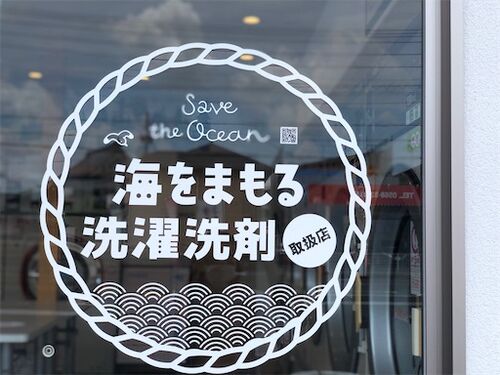 Save
the Ocean
海をまもる
洗濯洗剤
取扱店